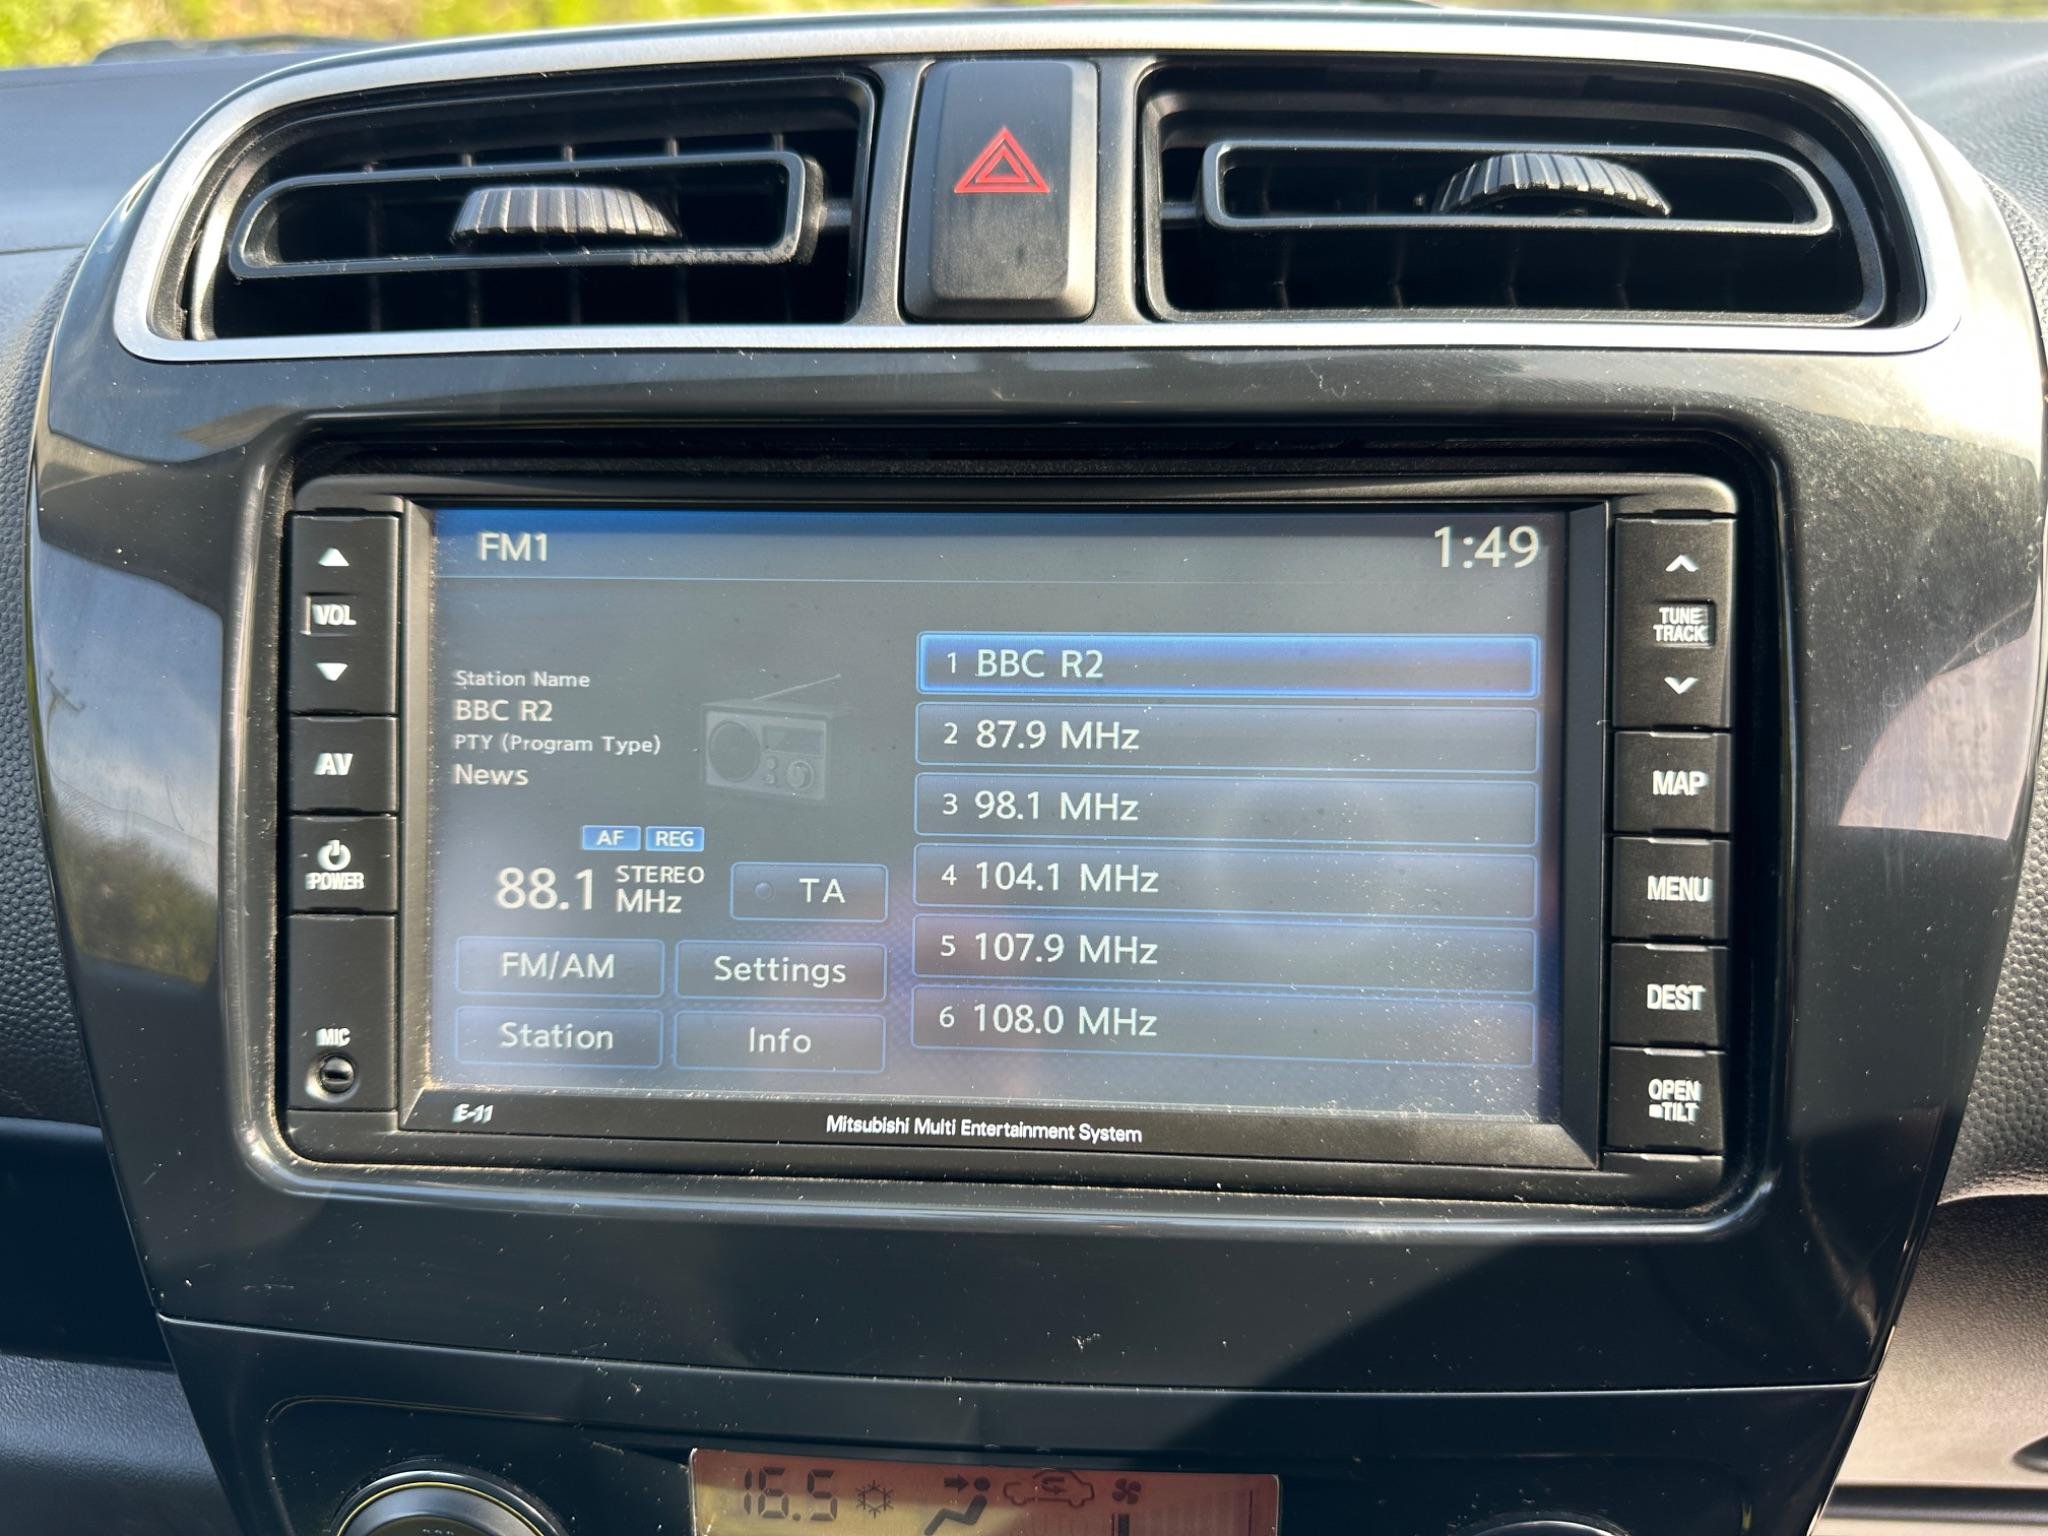 FM1
1:49
VOL
AV
POWER
MIC
Station Name
BBC R2
PTY (Program Type)
News
AF REG
88.1 STEREO
MHz
TA
FM/AM Settings
Station Info
1 BBC R2
2 87.9 MHz
3 98.1 MHz
4 104.1 MHz
5 107.9 MHz
6 108.0 MHz
TUNE
TRACK
MAP
MENU
DEST
OPEN
TILT
E-11
Mitsubishi Multi Entertainment System
16.5